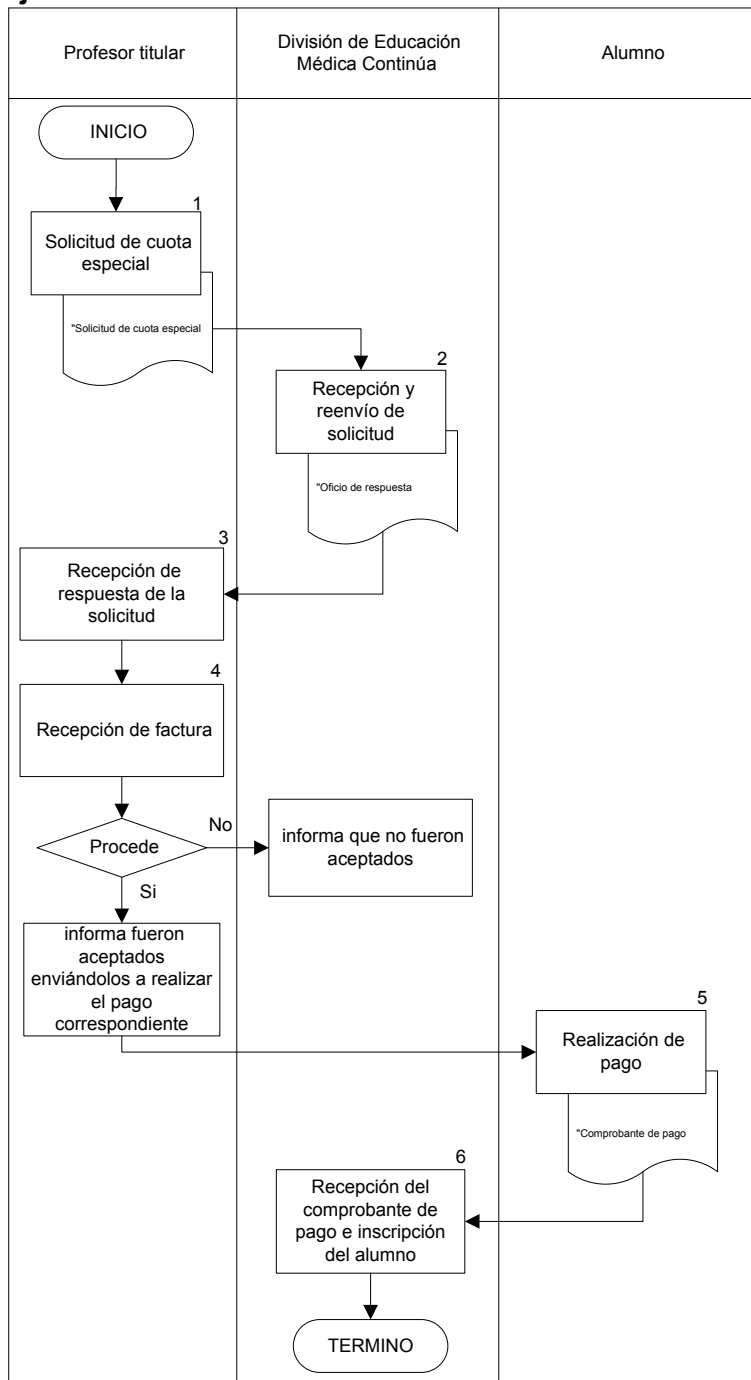 Profesor titular
División de Educación
Médica Continúa
Alumno
INICIO
1
Solicitud de cuota
especial
"Solicitud de cuota especial
2
Recepción y
reenvío de
solicitud
"Oficio de respuesta
3
Recepción de
respuesta de la
solicitud
4
Recepción de factura
Procede
No
informa que no fueron
aceptados
Si
informa fueron
aceptados
enviándolos a realizar
el pago
correspondiente
5
Realización de
pago
"Comprobante de pago
6
Recepción del
comprobante de
pago e inscripción
del alumno
TERMINO